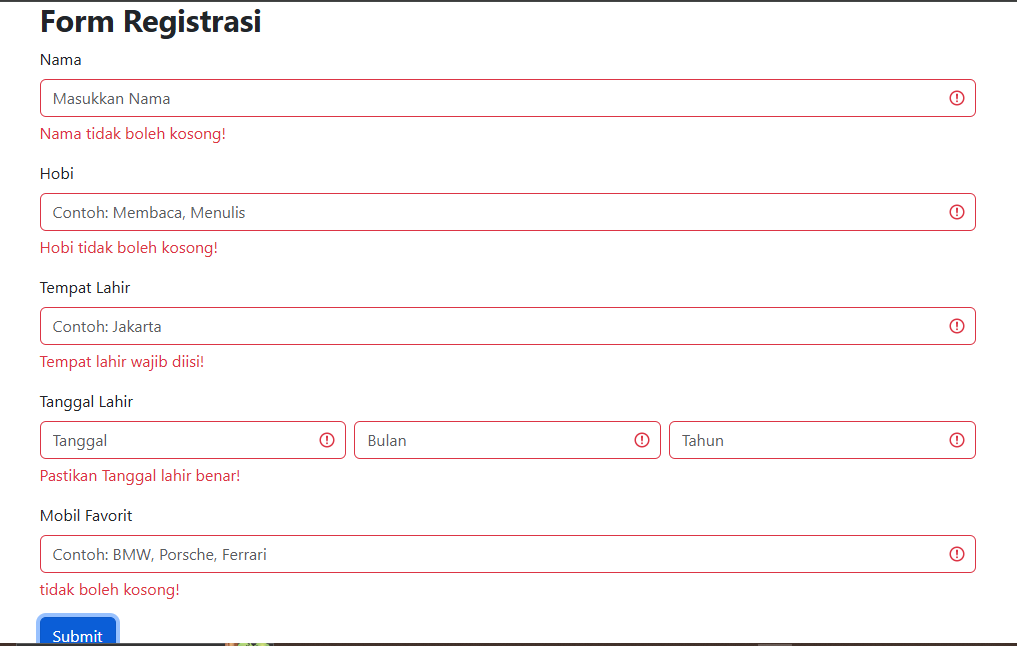 Form Registrasi
Nama
Masukkan Nama
Nama tidak boleh kosong!
Hobi
Contoh: Membaca, Menulis
Hobi tidak boleh kosong!
Tempat Lahir
Contoh: Jakarta
Tempat lahir wajib diisi!
Tanggal Lahir
Tanggal Bulan Tahun
Pastikan Tanggal lahir benar!
Mobil Favorit
Contoh: BMW, Porsche, Ferrari
tidak boleh kosong!
Submit